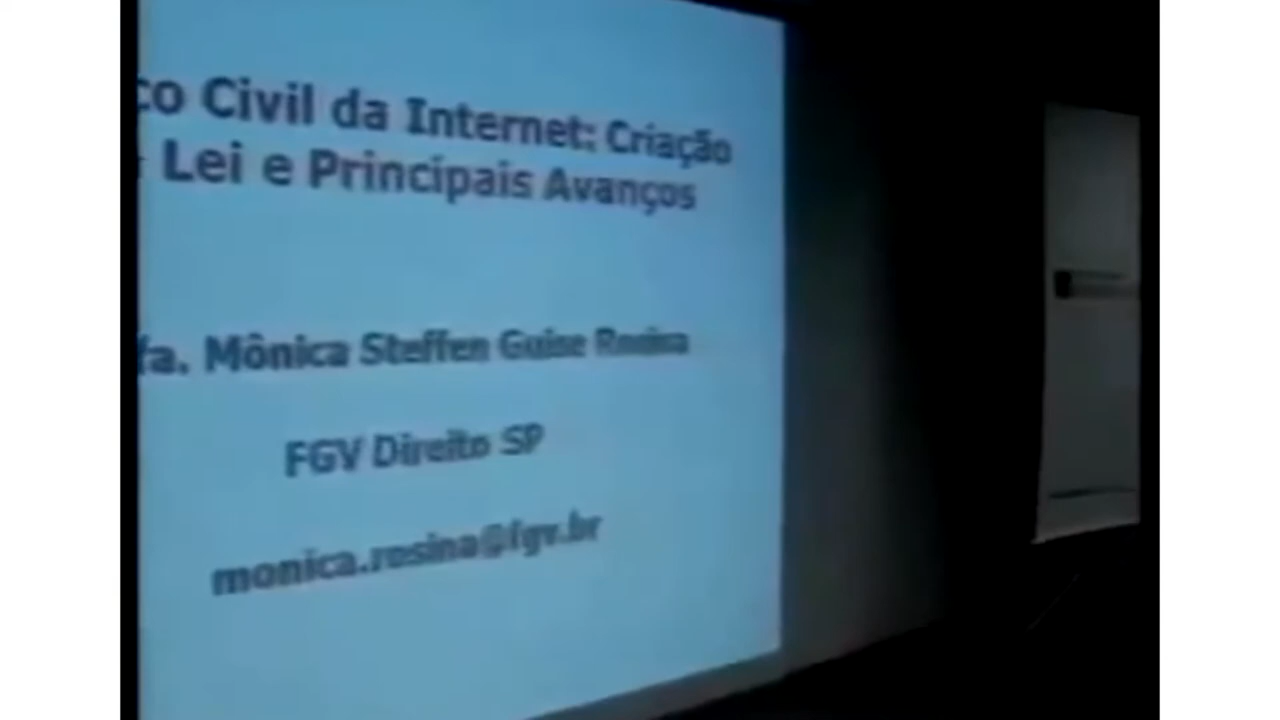 co Civil da Internet: Criação
Lei e Principais Avanços
fa. Mônica Steffen Guise Rosina
FGV Direito SP
monica.rosina@fgv.br